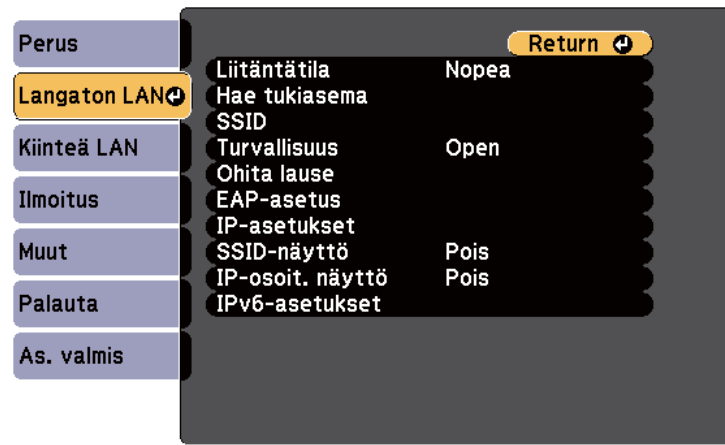 Perus
Langaton LAN
Kiinteä LAN
Ilmoitus
Muut
Palauta
As. valmis
Return
Liitäntätila Nopea
Hae tukiasema
SSID
Turvallisuus Open
Ohita lause
EAP-asetus
IP-asetukset
SSID-näyttö Pois
IP-osoit. näyttö Pois
IPv6-asetukset